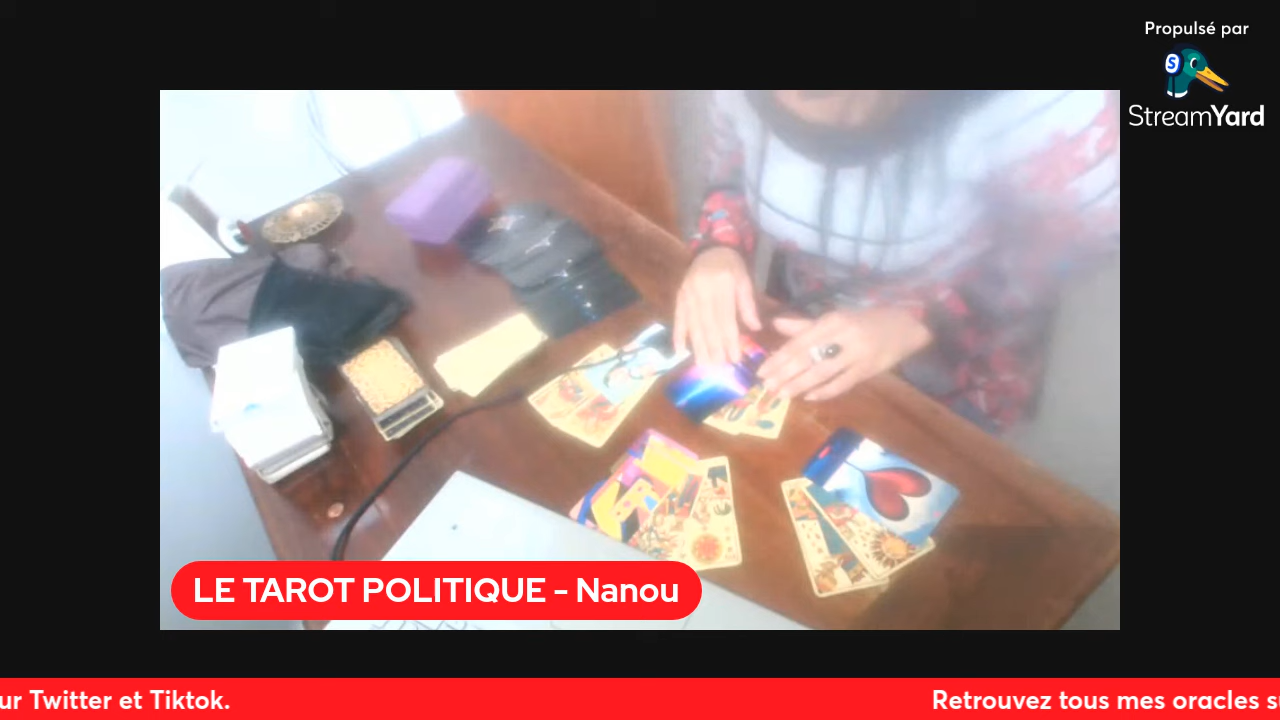 Propulsé par
StreamYard
LE TAROT POLITIQUE - Nanou
ur Twitter et Tiktok.
Retrouvez tous mes oracles s